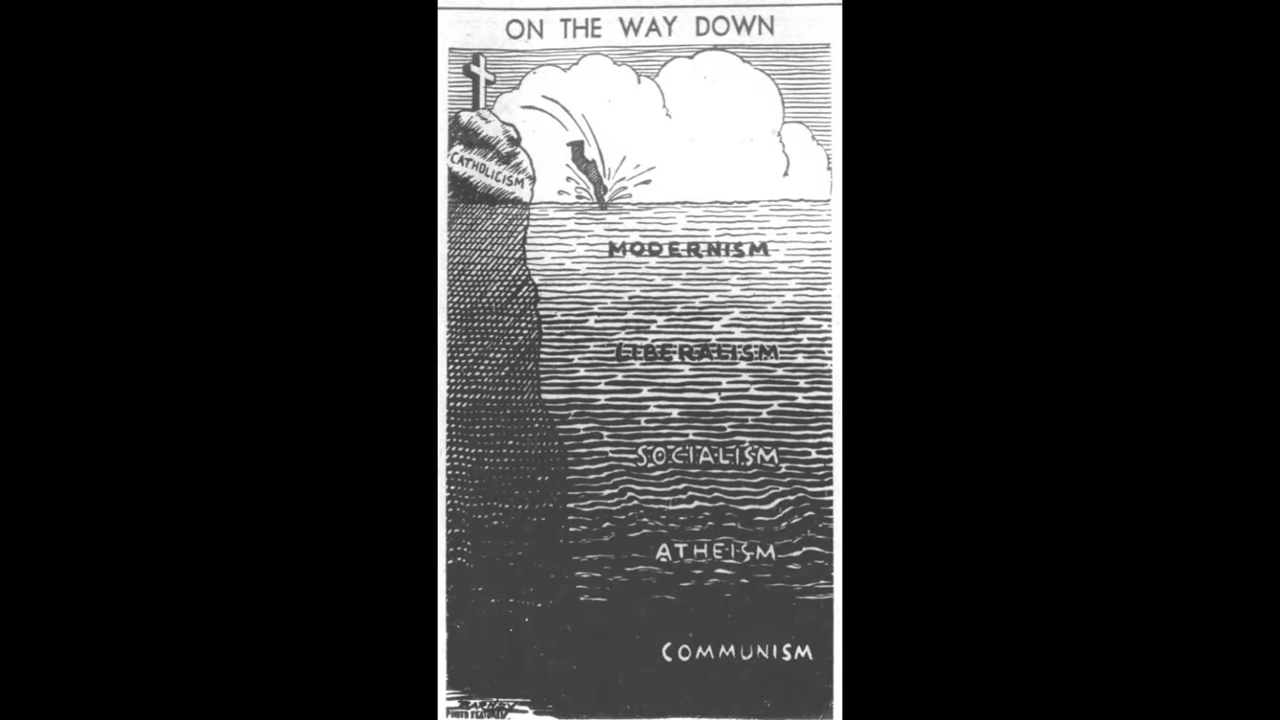 ON THE WAY DOWN
CATHOLICISM
MODERNISM
LIBERALISM
SOCIALISM
ATHEISM
COMMUNISM